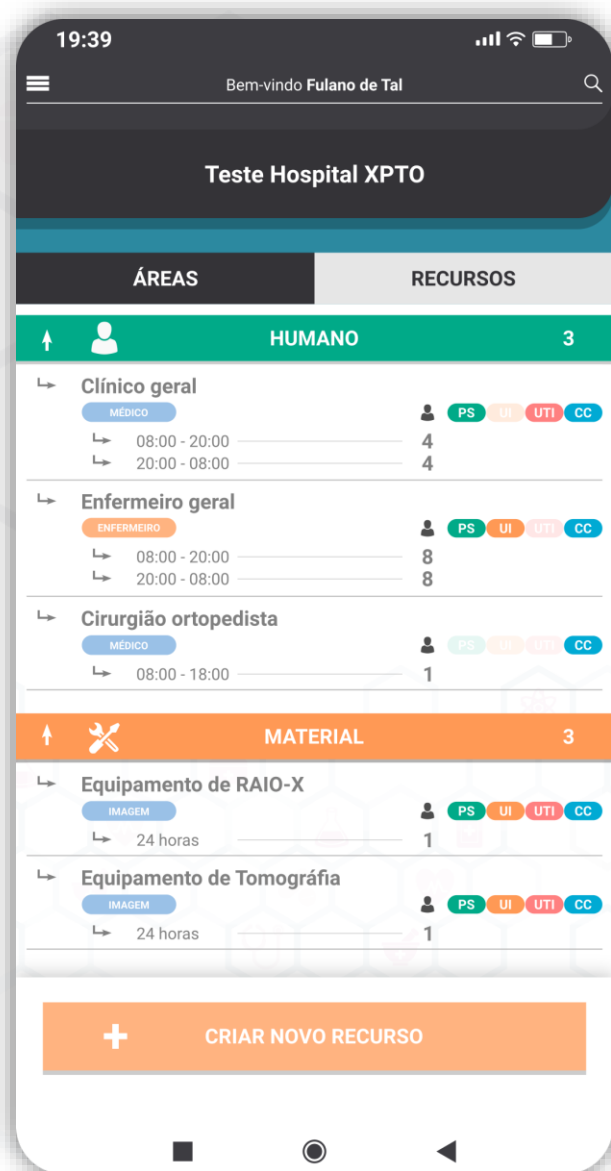 19:39
Bem-vindo Fulano de Tal
Teste Hospital XPTO
ÁREAS RECURSOS
HUMANO 3
Clínico geral
MÉDICO PS UI UTI CC
08:00 - 20:00 4
20:00 - 08:00 4
Enfermeiro geral
ENFERMEIRO PS UI UTI CC
08:00 - 20:00 8
20:00 - 08:00 8
Cirurgião ortopedista
MÉDICO PS UI UTI CC
08:00 - 18:00 1
MATERIAL 3
Equipamento de RAIO-X
IMAGEM PS UI UTI CC
24 horas 1
Equipamento de Tomográfia
IMAGEM PS UI UTI CC
24 horas 1
CRIAR NOVO RECURSO